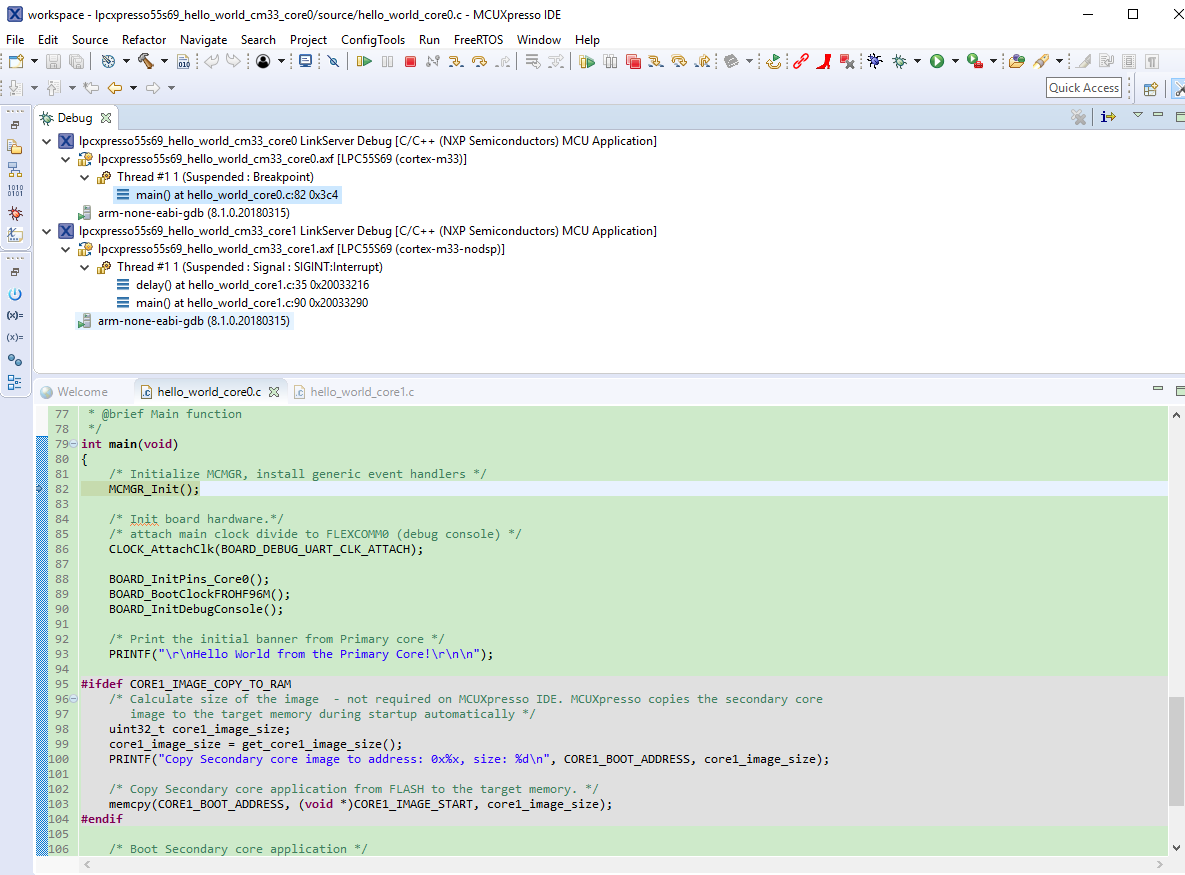 workspace - lpcxpresso55s69_hello_world_cm33_core0/source/hello_world_core0.c - MCUXpresso IDE
File Edit Source Refactor Navigate Search Project ConfigTools Run FreeRTOS Window Help
Quick Access
Debug
lpcxpresso55s69_hello_world_cm33_core0 LinkServer Debug [C/C++ (NXP Semiconductors) MCU Application]
lpcxpresso55s69_hello_world_cm33_core0.axf [LPC55S69 (cortex-m33)]
Thread #1 1 (Suspended : Breakpoint)
main() at hello_world_core0.c:82 0x3c4
arm-none-eabi-gdb (8.1.0.20180315)
lpcxpresso55s69_hello_world_cm33_core1 LinkServer Debug [C/C++ (NXP Semiconductors) MCU Application]
lpcxpresso55s69_hello_world_cm33_core1.axf [LPC55S69 (cortex-m33-nodsp)]
Thread #1 1 (Suspended : Signal : SIGINT:Interrupt)
delay() at hello_world_core1.c:35 0x20033216
main() at hello_world_core1.c:90 0x20033290
arm-none-eabi-gdb (8.1.0.20180315)
Welcome hello_world_core0.c hello_world_core1.c
77 * @brief Main function
78 */
79 int main(void)
80 {
81 /* Initialize MCMGR, install generic event handlers */
82 MCMGR_Init();
83
84 /* Init board hardware.*/
85 /* attach main clock divide to FLEXCOMM0 (debug console) */
86 CLOCK_AttachClk(BOARD_DEBUG_UART_CLK_ATTACH);
87
88 BOARD_InitPins_Core0();
89 BOARD_BootClockFROHF96M();
90 BOARD_InitDebugConsole();
91
92 /* Print the initial banner from Primary core */
93 PRINTF("\r\nHello World from the Primary Core!\r\n\n");
94
95 #ifdef CORE1_IMAGE_COPY_TO_RAM
96 /* Calculate size of the image  - not required on MCUXpresso IDE. MCUXpresso copies the secondary core
97 image to the target memory during startup automatically */
98 uint32_t core1_image_size;
99 core1_image_size = get_core1_image_size();
100 PRINTF("Copy Secondary core image to address: 0x%x, size: %d\n", CORE1_BOOT_ADDRESS, core1_image_size);
101
102 /* Copy Secondary core application from FLASH to the target memory. */
103 memcpy(CORE1_BOOT_ADDRESS, (void *)CORE1_IMAGE_START, core1_image_size);
104 #endif
105
106 /* Boot Secondary core application */